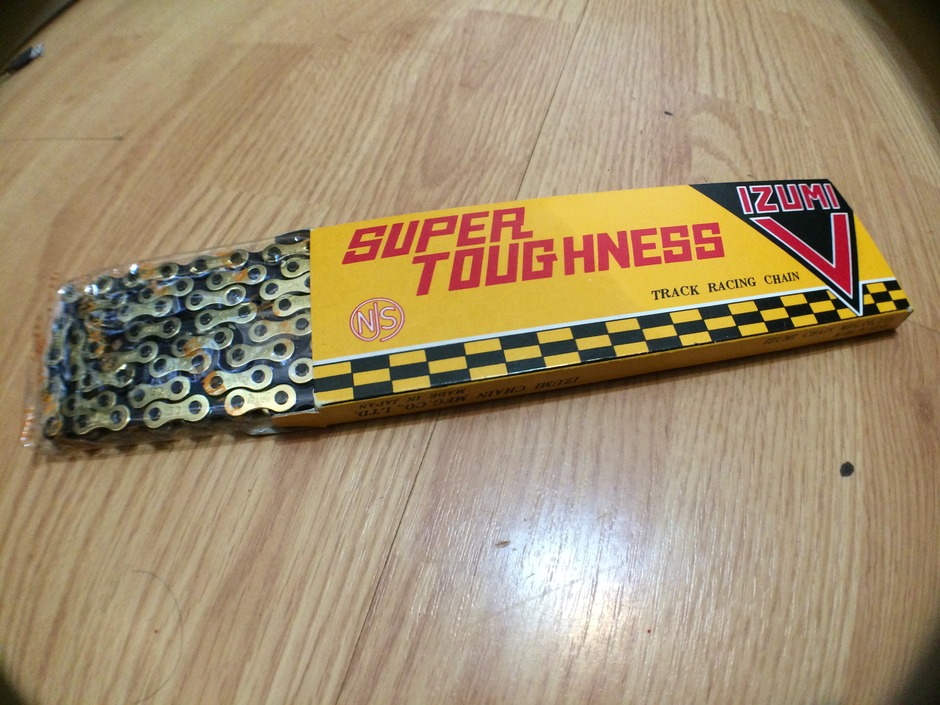 SUPER
TOUGHNESS
IZUMI
V
TRACK RACING CHAIN
NJS
IZUMI CHAIN MFG. CO., LTD.
MADE IN JAPAN